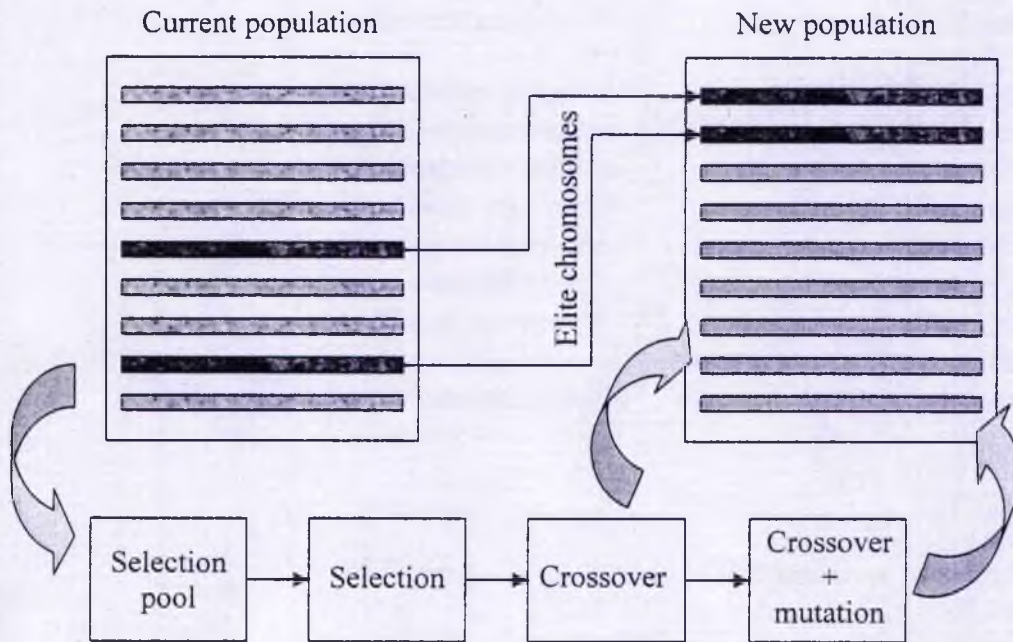 Current population
New population
Elite chromosomes
Selection
pool
Selection
Crossover
Crossover
+
mutation